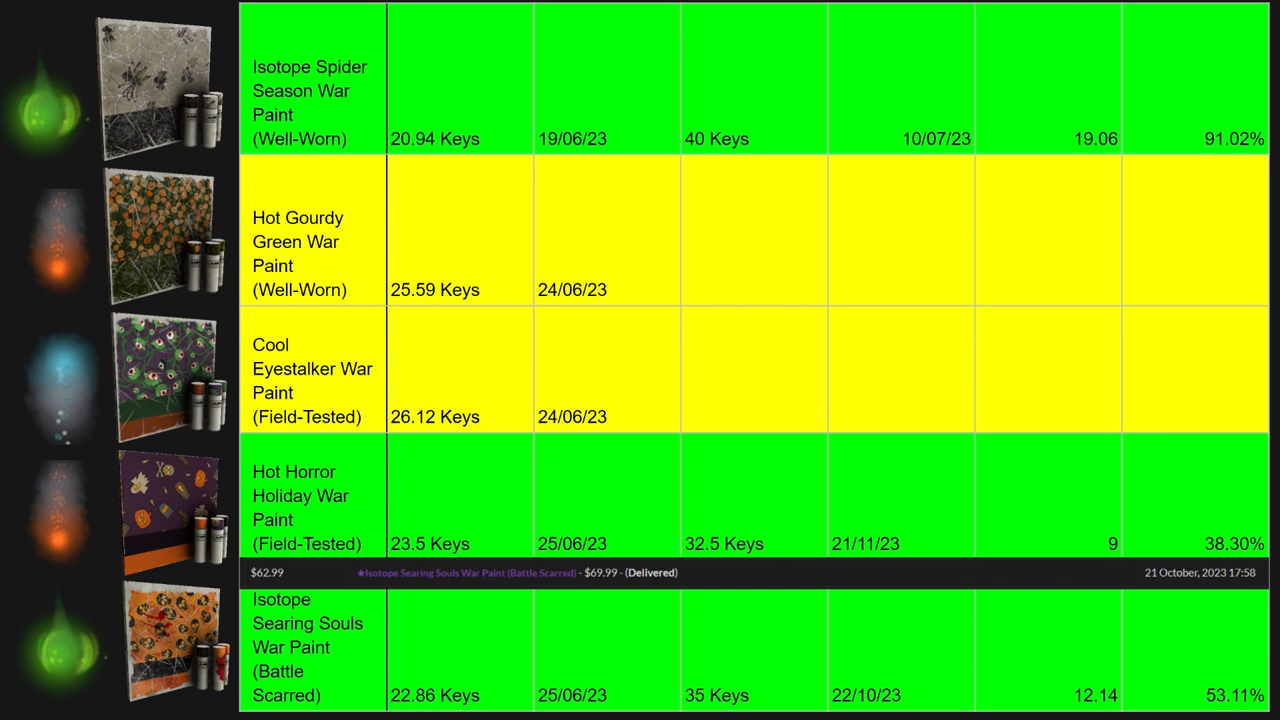 Isotope Spider
Season War
Paint
(Well-Worn)
20.94 Keys
19/06/23
40 Keys
10/07/23
19.06
91.02%
Hot Gourdy
Green War
Paint
(Well-Worn)
25.59 Keys
24/06/23
Cool
Eyestalker War
Paint
(Field-Tested)
26.12 Keys
24/06/23
Hot Horror
Holiday War
Paint
(Field-Tested)
23.5 Keys
25/06/23
32.5 Keys
21/11/23
9
38.30%
$62.99
★Isotope Searing Souls War Paint (Battle Scarred) - $69.99 - (Delivered)
21 October, 2023 17:58
Isotope
Searing Souls
War Paint
(Battle
Scarred)
22.86 Keys
25/06/23
35 Keys
22/10/23
12.14
53.11%